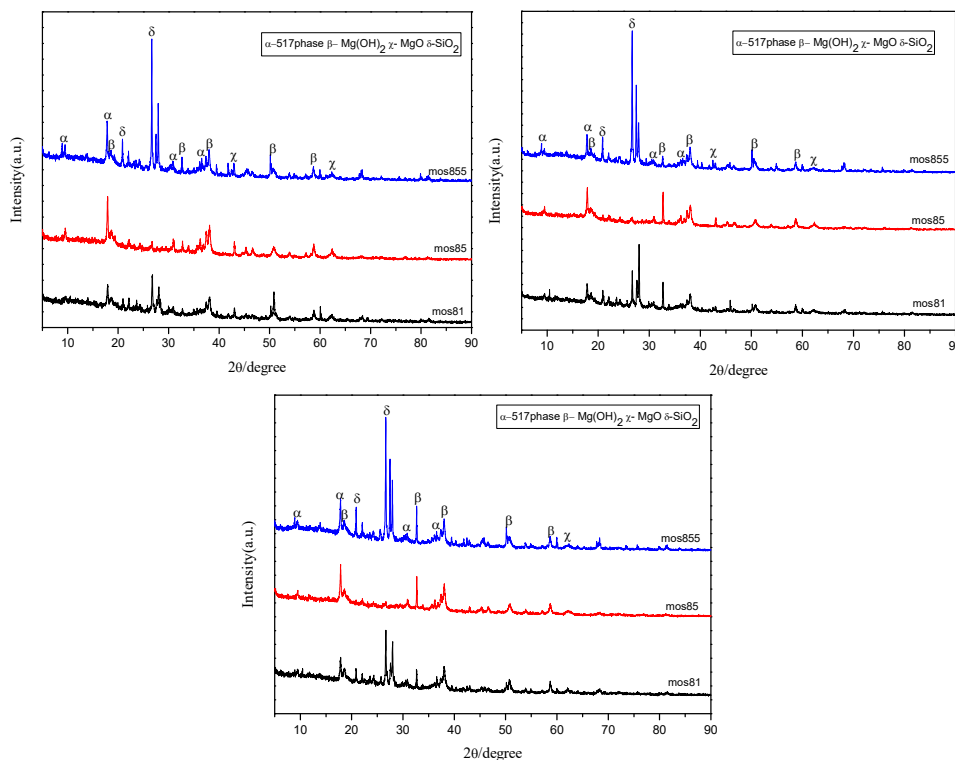 α–517phase β– Mg(OH)2 χ- MgO δ-SiO2
δ
α
α
β
δ
α
β
α
β
χ
β
β
χ
mos855
mos85
mos81
Intensity(a.u.)
10 20 30 40 50 60 70 80 90
2θ/degree
α–517phase β– Mg(OH)2 χ- MgO δ-SiO2
δ
α
α
β
δ
α
β
α
β
χ
β
β
χ
mos855
mos85
mos81
Intensity(a.u.)
10 20 30 40 50 60 70 80 90
2θ/degree
α–517phase β– Mg(OH)2 χ- MgO δ-SiO2
δ
α
α
β
δ
α
β
α
β
β
β
χ
mos855
mos85
mos81
Intensity(a.u.)
10 20 30 40 50 60 70 80 90
2θ/degree